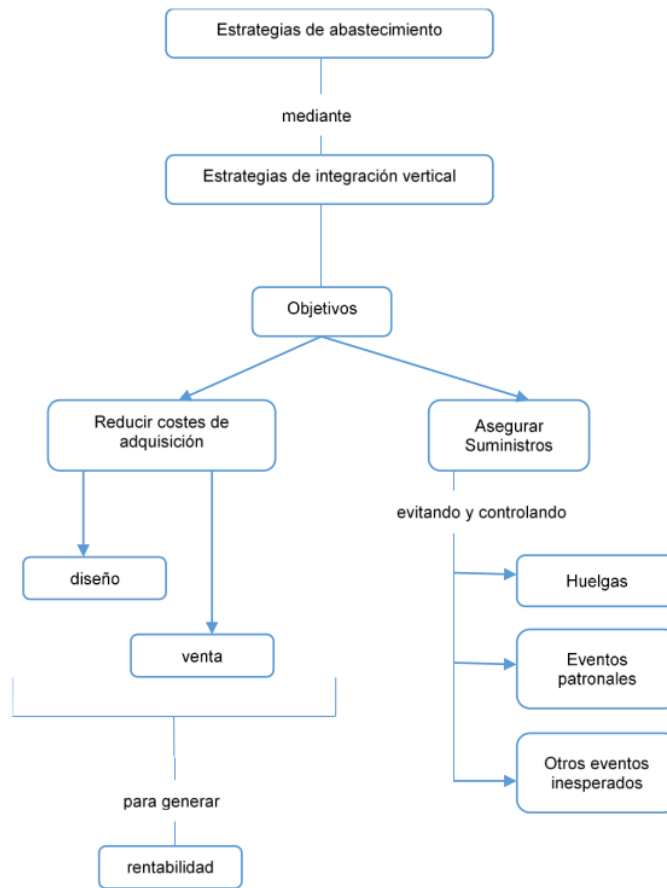 Estrategias de abastecimiento
mediante
Estrategias de integración vertical
Objetivos
Reducir costes de
adquisición
Asegurar
Suministros
evitando y controlando
diseño
Huelgas
venta
Eventos
patronales
Otros eventos
inesperados
para generar
rentabilidad